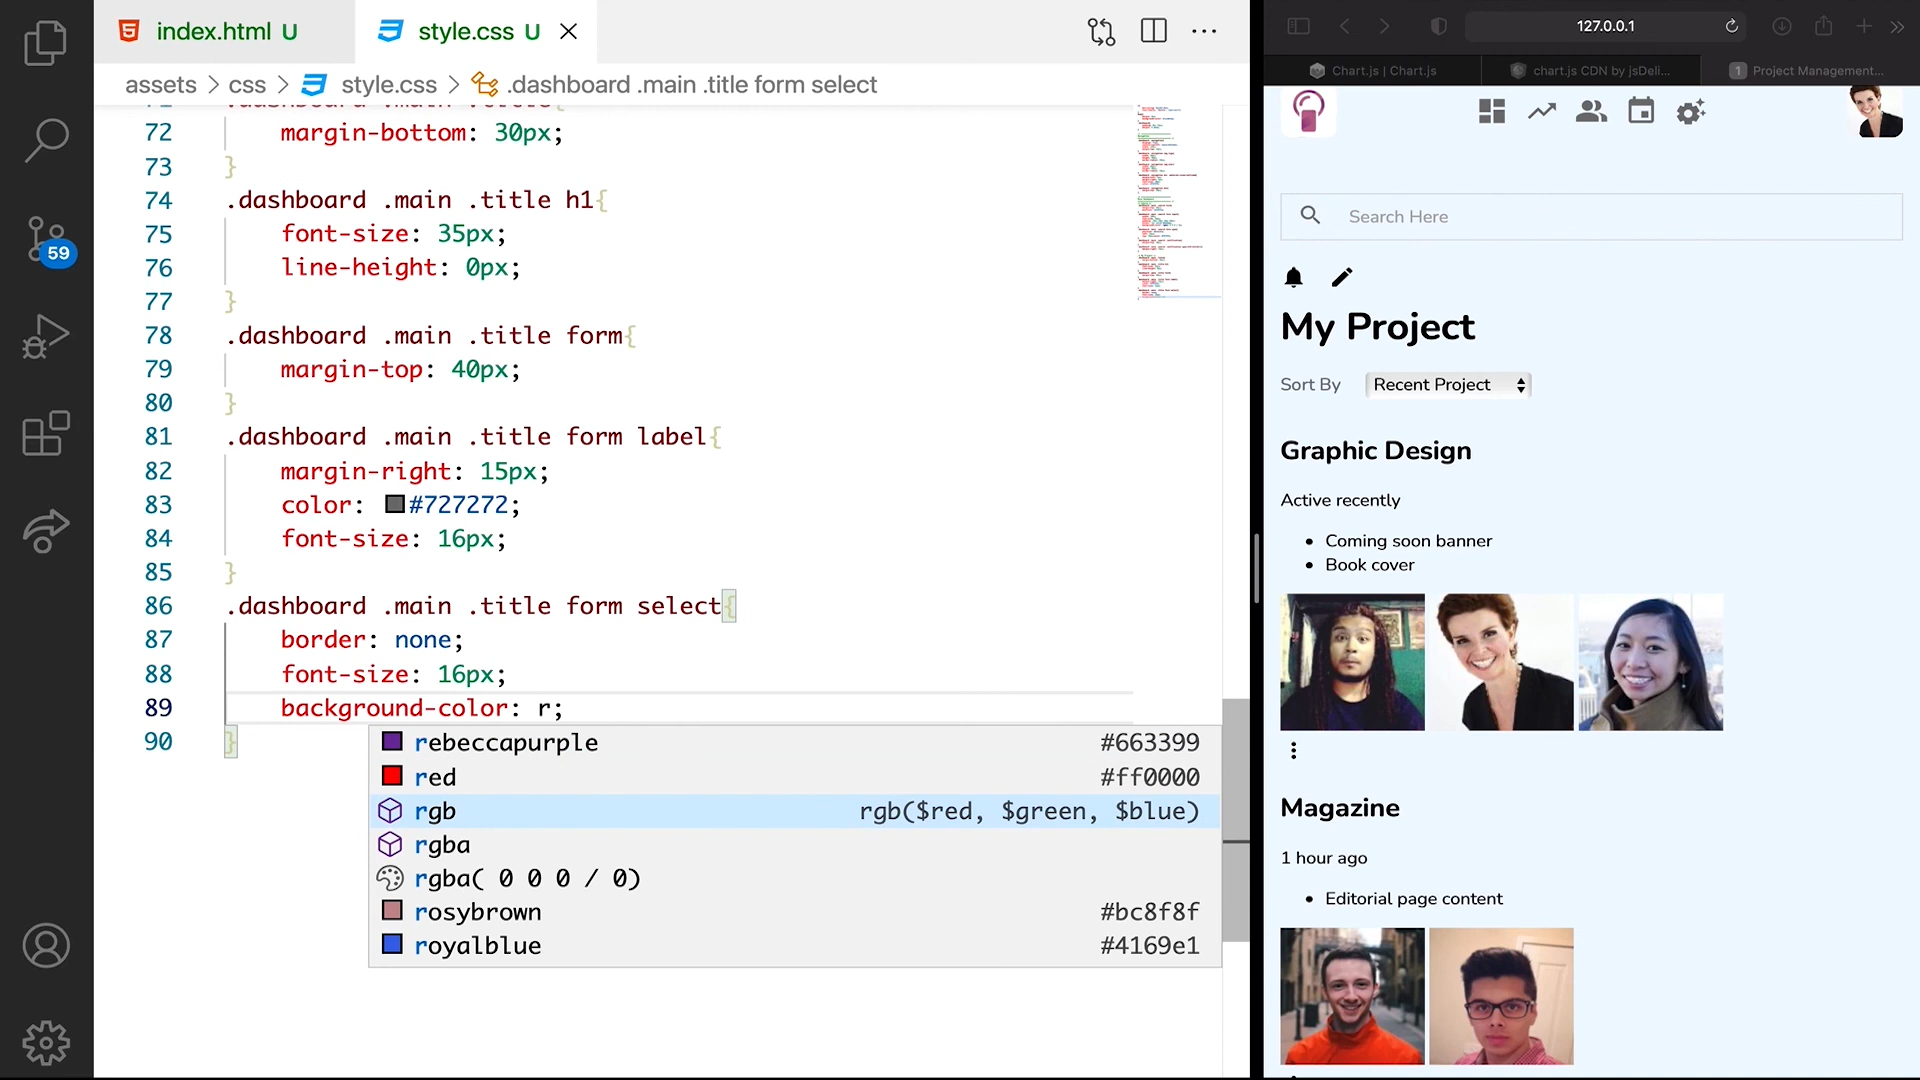 index.html U
style.css U
assets > css > style.css > .dashboard .main .title form select
72 margin-bottom: 30px;
73 }
74 .dashboard .main .title h1{
75 font-size: 35px;
76 line-height: 0px;
77 }
78 .dashboard .main .title form{
79 margin-top: 40px;
80 }
81 .dashboard .main .title form label{
82 margin-right: 15px;
83 color: #727272;
84 font-size: 16px;
85 }
86 .dashboard .main .title form select{
87 border: none;
88 font-size: 16px;
89 background-color: r;
90 }
rebeccapurple #663399
red #ff0000
rgb rgb($red, $green, $blue)
rgba
rgba( 0 0 0 / 0)
rosybrown #bc8f8f
royalblue #4169e1
59
127.0.0.1
Chart.js | Chart.js
chart.js CDN by jsDeli...
1 Project Management...
Search Here
My Project
Sort By Recent Project
Graphic Design
Active recently
• Coming soon banner
• Book cover
Magazine
1 hour ago
• Editorial page content